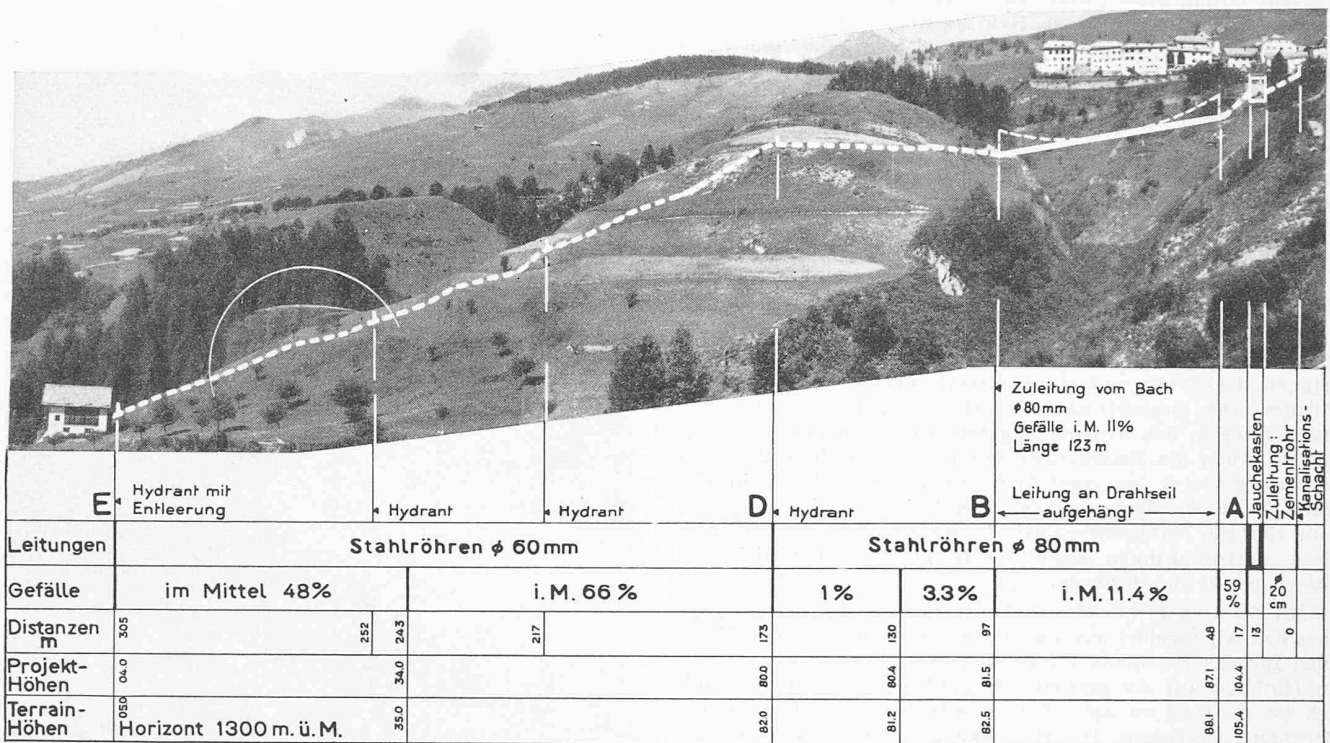 Zuleitung vom Bach
ø 80 mm
Gefälle i.M. 11%
Länge 123 m
E
Hydrant mit
Entleerung
Hydrant
Hydrant
D
Hydrant
B
Leitung an Drahtseil
aufgehängt
A
Jauchekasten
Zuleitung:
Zementrohr
Kanalisations-
Schacht
Leitungen
Stahlröhren ø 60 mm
Stahlröhren ø 80 mm
Gefälle
im Mittel 48%
i.M. 66%
1%
3.3%
i.M. 11.4%
59
%
ø
20
cm
Distanzen
m
305
252
243
217
173
130
97
48
17
13
0
Projekt-
Höhen
04.0
34.0
80.0
80.4
81.5
87.1
104.4
Terrain-
Höhen
05.0
Horizont 1300 m. ü. M.
35.0
82.0
81.2
82.5
88.1
105.4